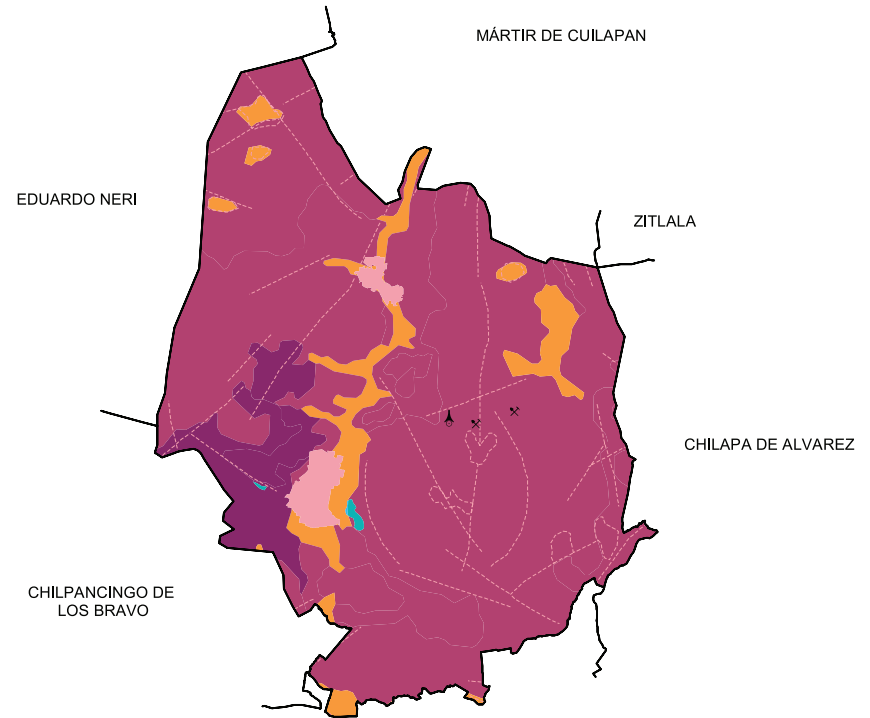 MÁRTIR DE CUILAPAN
EDUARDO NERI
ZITLALA
CHILAPA DE ALVAREZ
CHILPANCINGO DE
LOS BRAVO